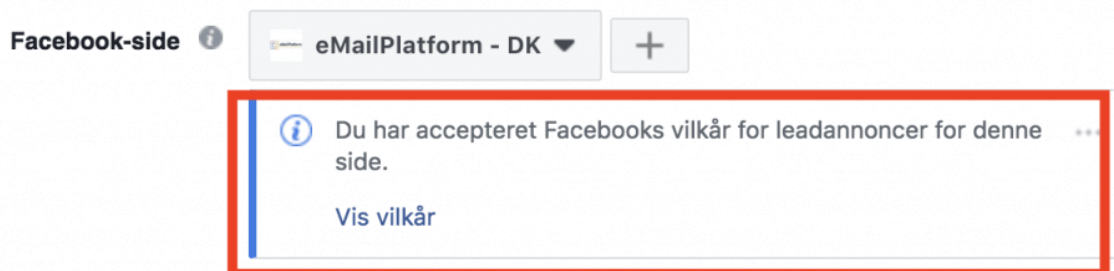 Facebook-side
eMailPlatform - DK
Du har accepteret Facebooks vilkår for leadannoncer for denne
side.
Vis vilkår